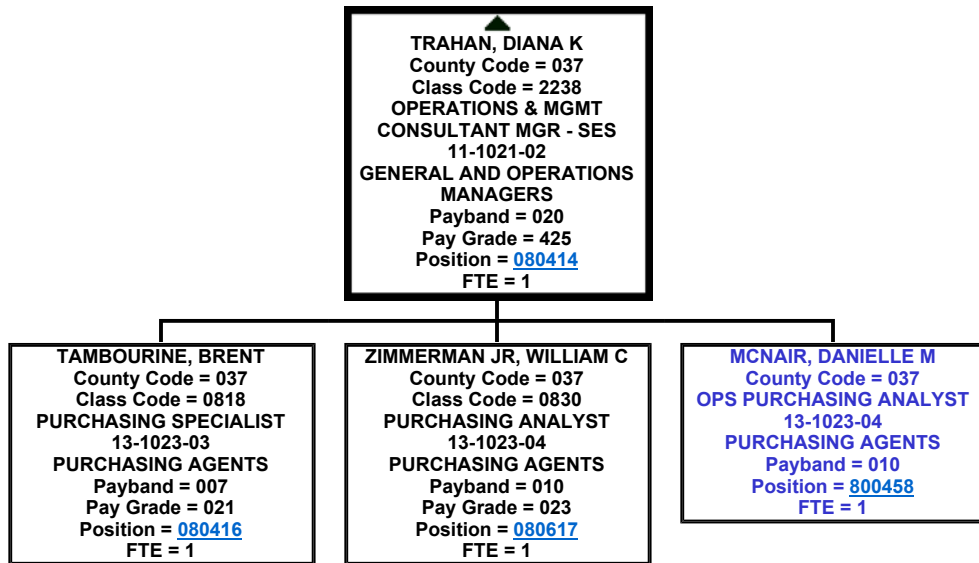 TRAHAN, DIANA K
County Code = 037
Class Code = 2238
OPERATIONS & MGMT
CONSULTANT MGR - SES
11-1021-02
GENERAL AND OPERATIONS
MANAGERS
Payband = 020
Pay Grade = 425
Position = 080414
FTE = 1
TAMBOURINE, BRENT
County Code = 037
Class Code = 0818
PURCHASING SPECIALIST
13-1023-03
PURCHASING AGENTS
Payband = 007
Pay Grade = 021
Position = 080416
FTE = 1
ZIMMERMAN JR, WILLIAM C
County Code = 037
Class Code = 0830
PURCHASING ANALYST
13-1023-04
PURCHASING AGENTS
Payband = 010
Pay Grade = 023
Position = 080617
FTE = 1
MCNAIR, DANIELLE M
County Code = 037
OPS PURCHASING ANALYST
13-1023-04
PURCHASING AGENTS
Payband = 010
Position = 800458
FTE = 1